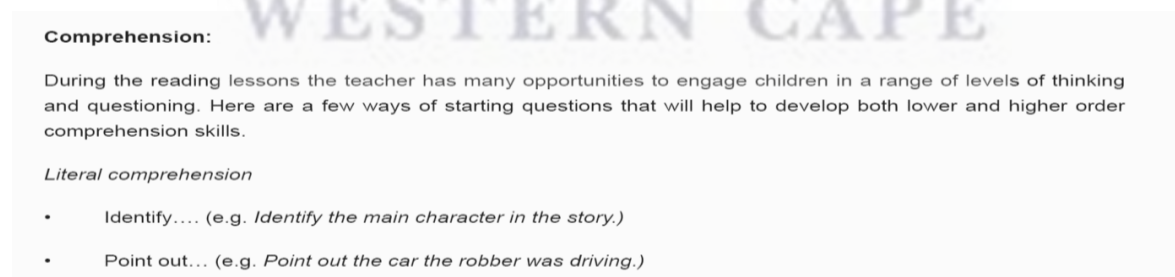 WESTERN CAPE
Comprehension:
During the reading lessons the teacher has many opportunities to engage children in a range of levels of thinking
and questioning. Here are a few ways of starting questions that will help to develop both lower and higher order
comprehension skills.
Literal comprehension
• Identify.... (e.g. Identify the main character in the story.)
• Point out... (e.g. Point out the car the robber was driving.)